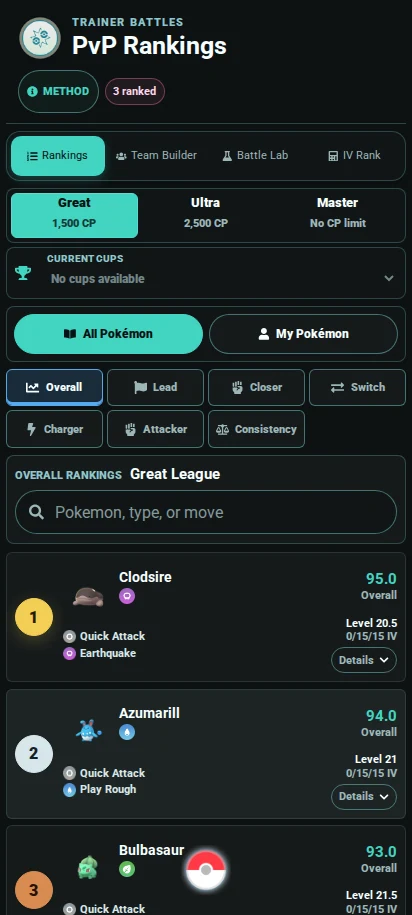 TRAINER BATTLES
PvP Rankings
METHOD
3 ranked
Rankings
Team Builder
Battle Lab
IV Rank
Great
1,500 CP
Ultra
2,500 CP
Master
No CP limit
CURRENT CUPS
No cups available
All Pokémon
My Pokémon
Overall
Lead
Closer
Switch
Charger
Attacker
Consistency
OVERALL RANKINGS Great League
Pokemon, type, or move
1
Clodsire
95.0
Overall
Quick Attack
Earthquake
Level 20.5
0/15/15 IV
Details
2
Azumarill
94.0
Overall
Quick Attack
Play Rough
Level 21
0/15/15 IV
Details
3
Bulbasaur
93.0
Overall
Quick Attack
Level 21.5
0/15/15 IV